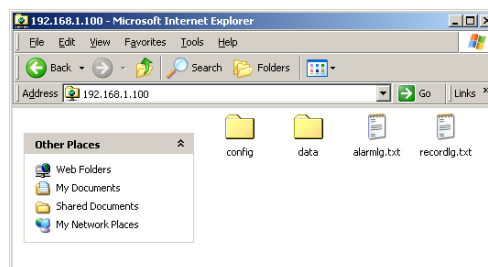 192.168.1.100 - Microsoft Internet Explorer
File Edit View Favorites Tools Help
Back Search Folders
Address 192.168.1.100 Go Links »
Other Places
Web Folders
My Documents
Shared Documents
My Network Places
config data alarmlg.txt recordlg.txt